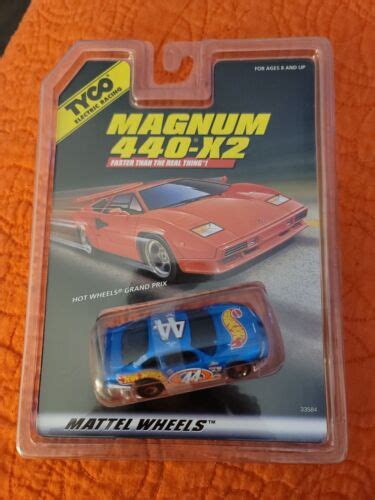 TYCO
ELECTRIC RACING
FOR AGES 8 AND UP
MAGNUM
440-X2
FASTER THAN THE REAL THING™!
HOT WHEELS® GRAND PRIX
44
Hot Wheels
44
MATTEL WHEELS™
33584